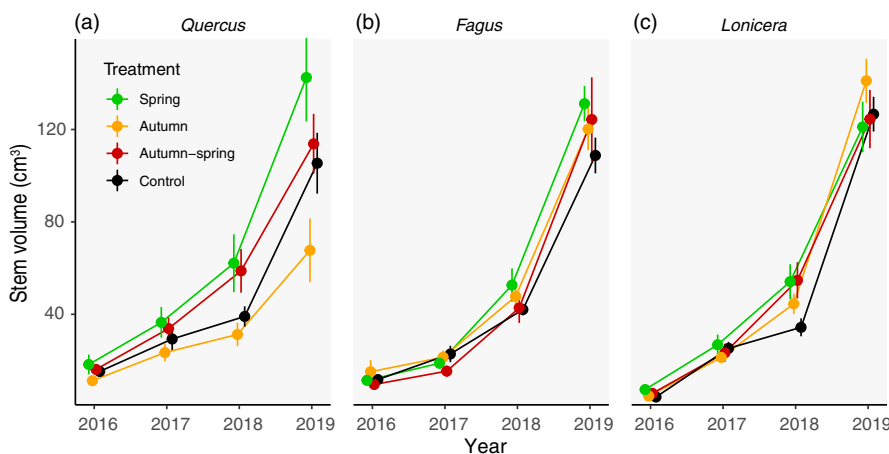 (a) Quercus
(b) Fagus
(c) Lonicera
Treatment
Spring
Autumn
Autumn−spring
Control
Stem volume (cm³)
120
80
40
2016 2017 2018 2019
2016 2017 2018 2019
2016 2017 2018 2019
Year